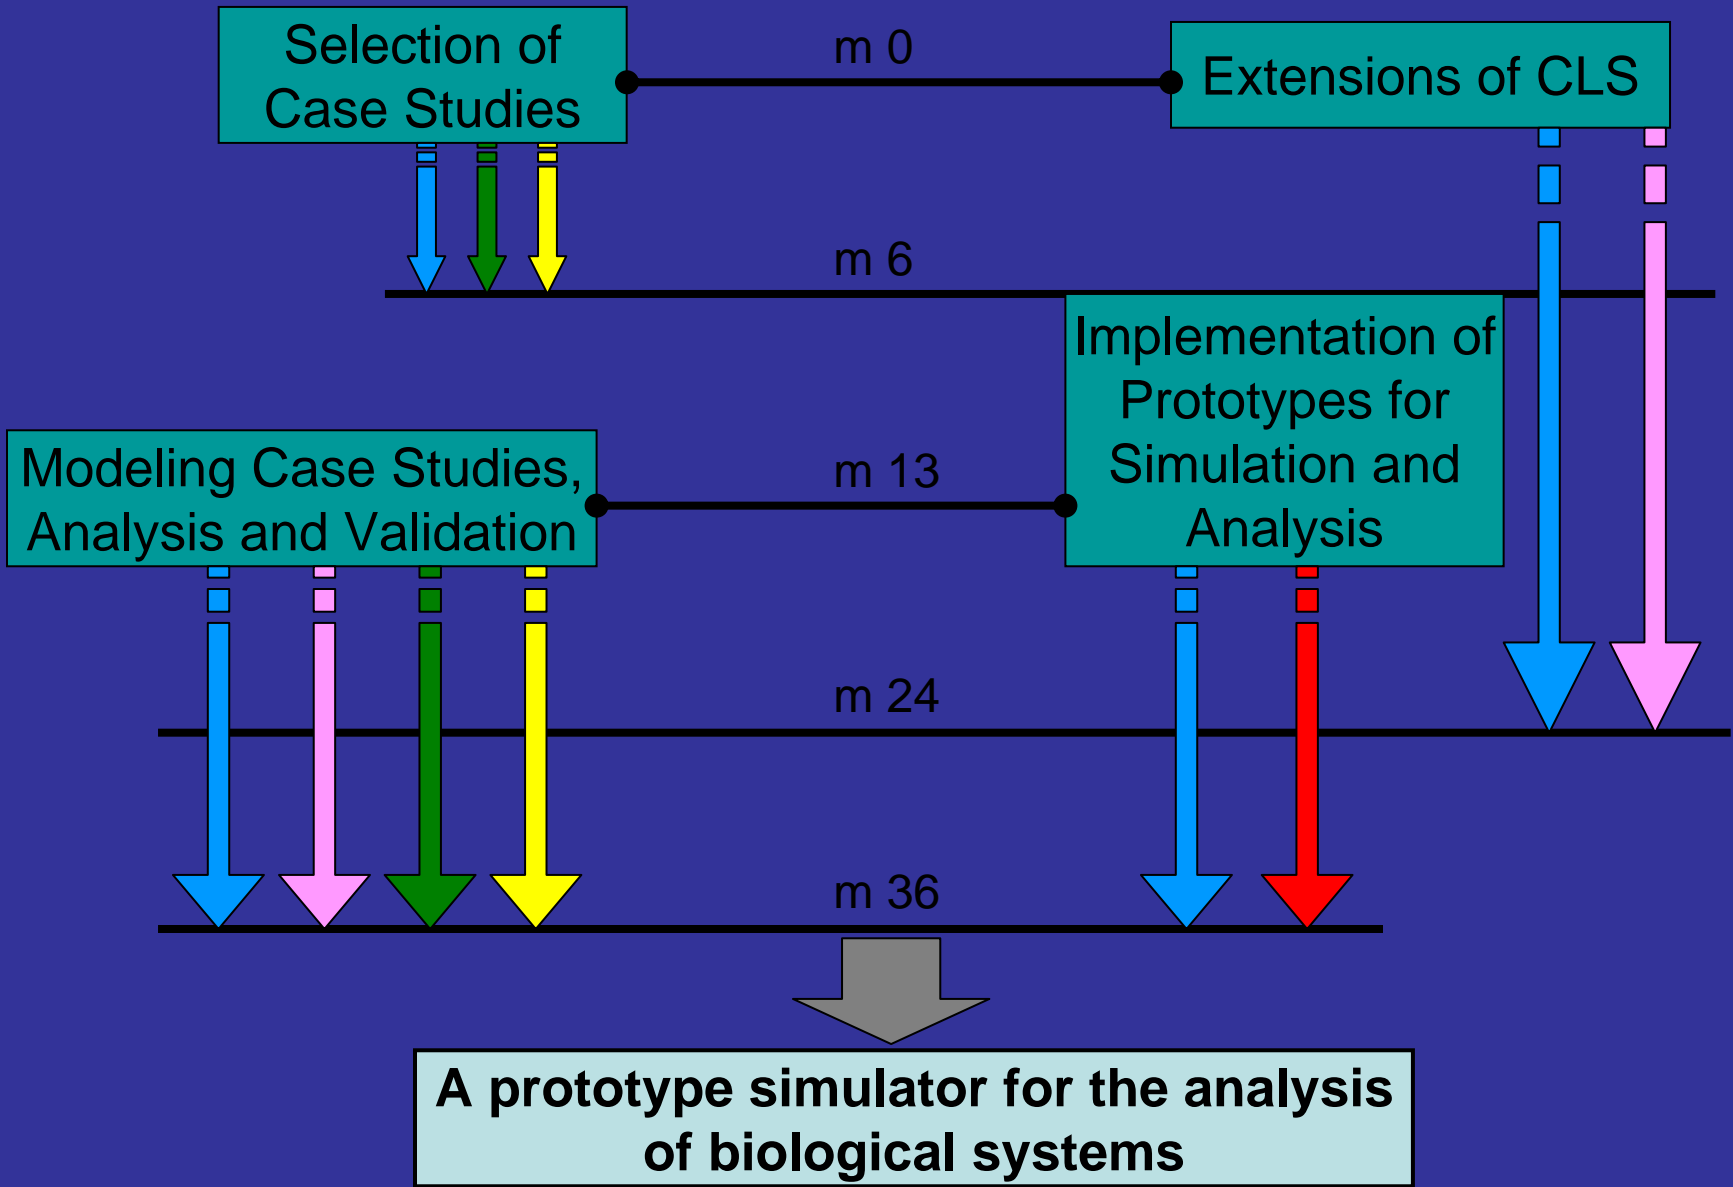 Selection of
Case Studies
m 0
Extensions of CLS
m 6
Implementation of
Prototypes for
Simulation and
Analysis
Modeling Case Studies,
Analysis and Validation
m 13
m 24
m 36
A prototype simulator for the analysis
of biological systems